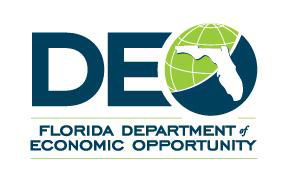 DEO
FLORIDA DEPARTMENT of
ECONOMIC OPPORTUNITY